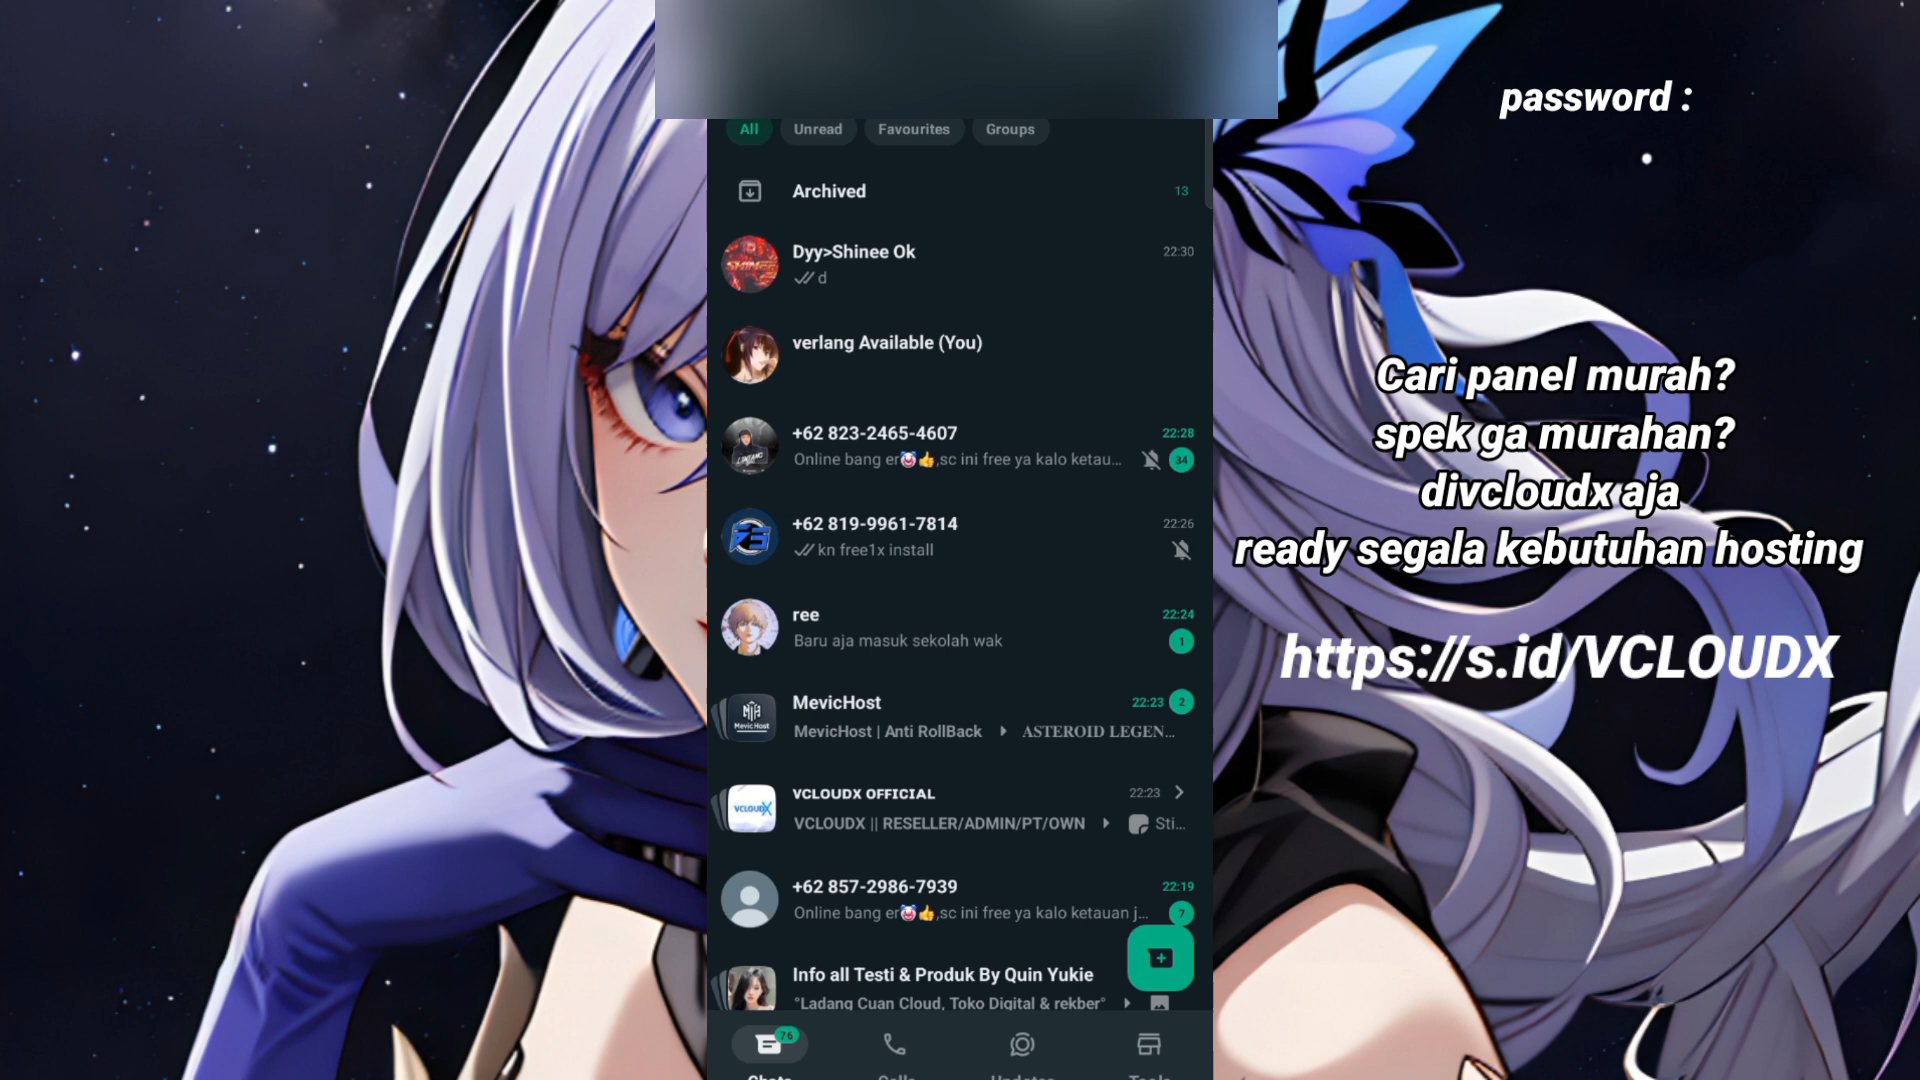 password :
All
Unread
Favourites
Groups
Archived
13
Dyy>Shinee Ok
22:30
d
verlang Available (You)
+62 823-2465-4607
22:28
Online bang er🤡👍,sc ini free ya kalo ketau...
34
+62 819-9961-7814
22:26
kn free1x install
ree
22:24
Baru aja masuk sekolah wak
1
MevicHost
22:23
2
MevicHost | Anti RollBack
ASTEROID LEGEN...
VCLOUDX OFFICIAL
22:23
VCLOUDX || RESELLER/ADMIN/PT/OWN
Sti...
+62 857-2986-7939
22:19
Online bang er🤡👍,sc ini free ya kalo ketauan j...
7
Info all Testi & Produk By Quin Yukie
°Ladang Cuan Cloud, Toko Digital & rekber°
76
Cari panel murah?
spek ga murahan?
divcloudx aja
ready segala kebutuhan hosting
https://s.id/VCLOUDX
SHINEE
LINTANG
MevicHost
VCLOUDX